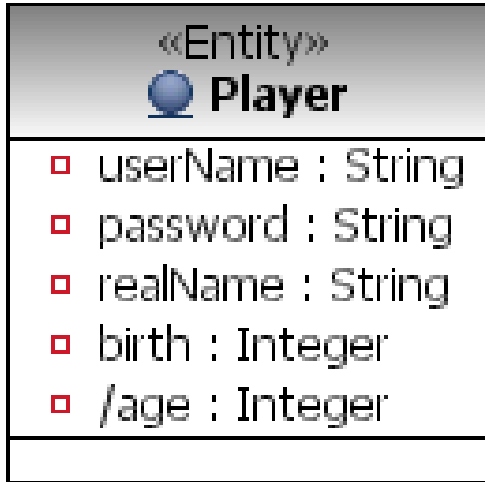 «Entity»
Player
userName : String
password : String
realName : String
birth : Integer
/age : Integer